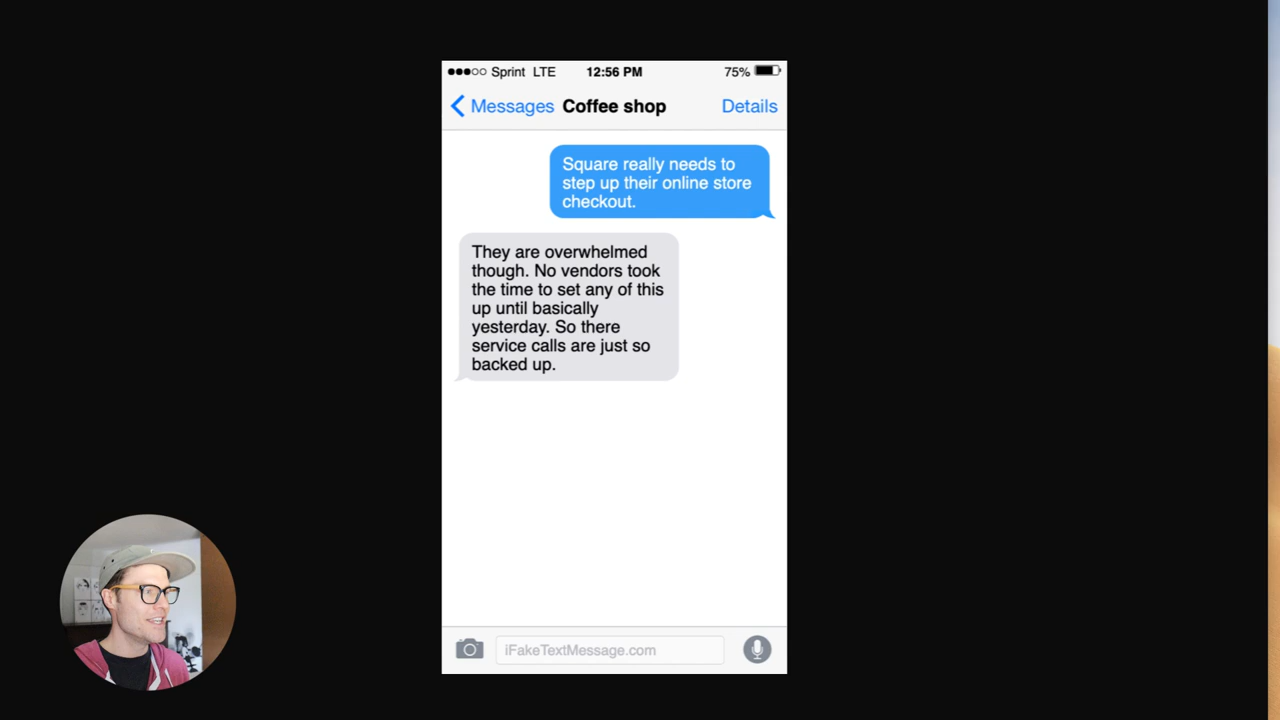 Sprint LTE 12:56 PM 75%
Messages Coffee shop Details
Square really needs to
step up their online store
checkout.
They are overwhelmed
though. No vendors took
the time to set any of this
up until basically
yesterday. So there
service calls are just so
backed up.
iFakeTextMessage.com